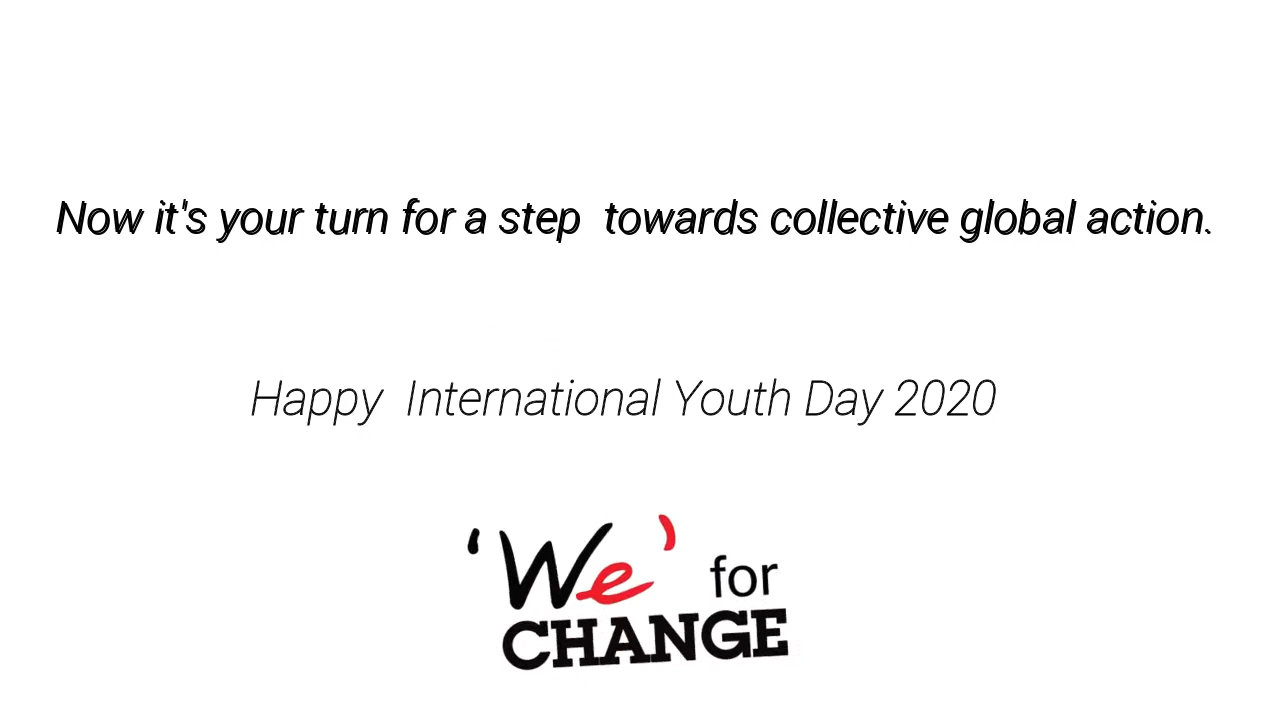 Now it's your turn for a step  towards collective global action.
Happy  International Youth Day 2020
'We' for
CHANGE